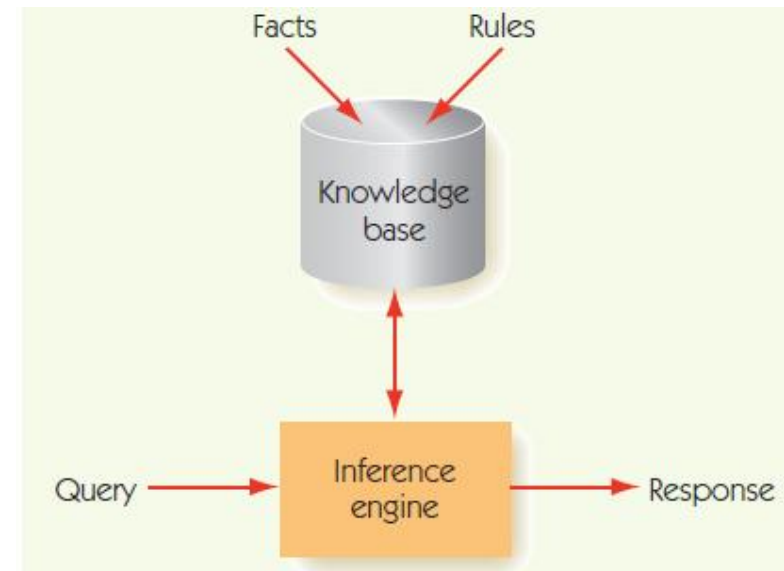 Facts
Rules
Knowledge
base
Query
Inference
engine
Response